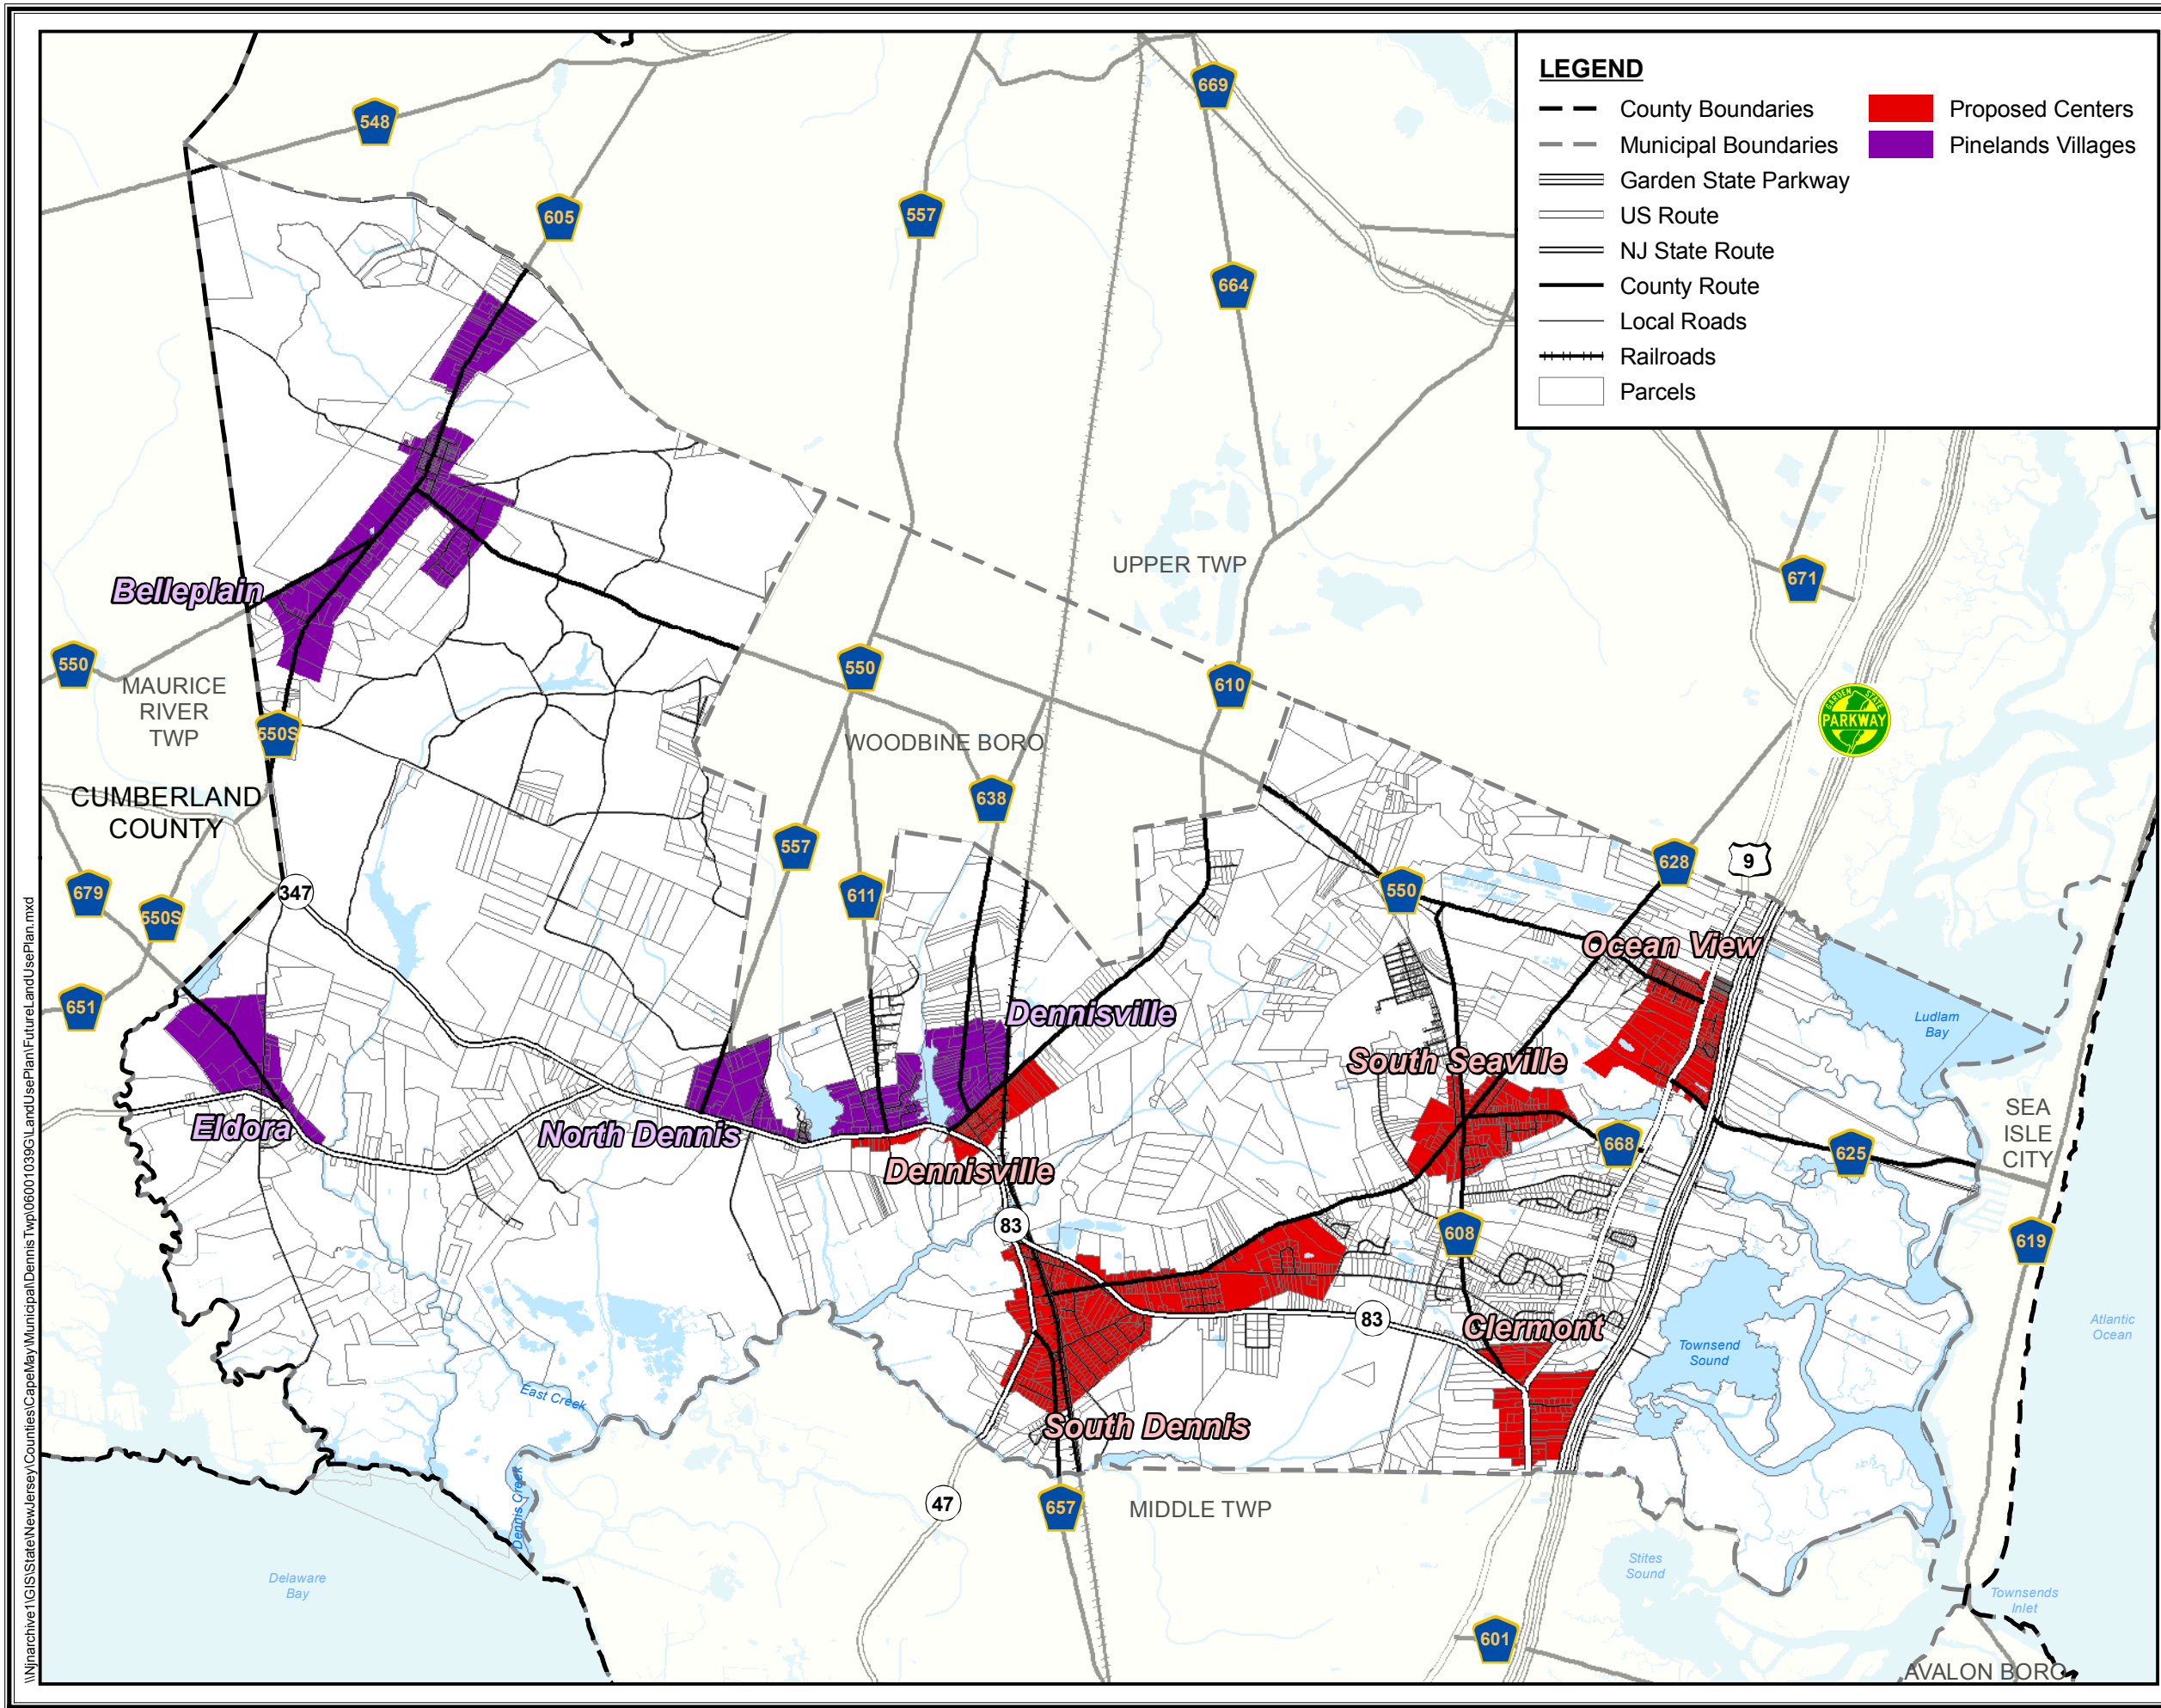 LEGEND
County Boundaries
Municipal Boundaries
Garden State Parkway
US Route
NJ State Route
County Route
Local Roads
Railroads
Parcels
Proposed Centers
Pinelands Villages
669
548
605
557
664
UPPER TWP
671
Belleplain
550
MAURICE
RIVER
TWP
550
610
GARDEN STATE
PARKWAY
550S
WOODBINE BORO
CUMBERLAND
COUNTY
638
557
628
9
679
347
611
550
550S
Ocean View
651
Dennisville
Ludlam
Bay
South Seaville
SEA
ISLE
CITY
Eldora
North Dennis
668
625
Dennisville
83
608
619
83
Clermont
Atlantic
Ocean
Townsend
Sound
East Creek
South Dennis
Dennis Creek
47
657
MIDDLE TWP
Stites
Sound
Delaware
Bay
Townsends
Inlet
601
AVALON BORO
\\Njnarchive1\GIS\State\NewJersey\Counties\CapeMay\Municipal\Dennis Twp\06001039G\LandUsePlan\FutureLandUsePlan.mxd